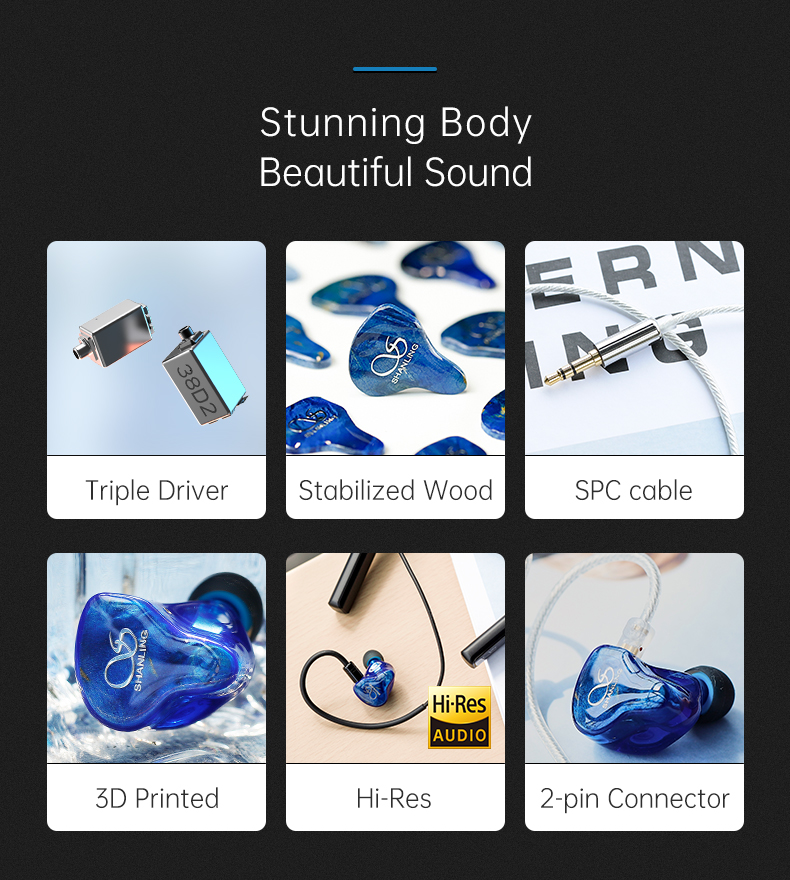 Stunning Body
Beautiful Sound
38D2
SHANLING
ERN
ING
Triple Driver
Stabilized Wood
SPC cable
SHANLING
Hi-Res
AUDIO
SHANLING
3D Printed
Hi-Res
2-pin Connector